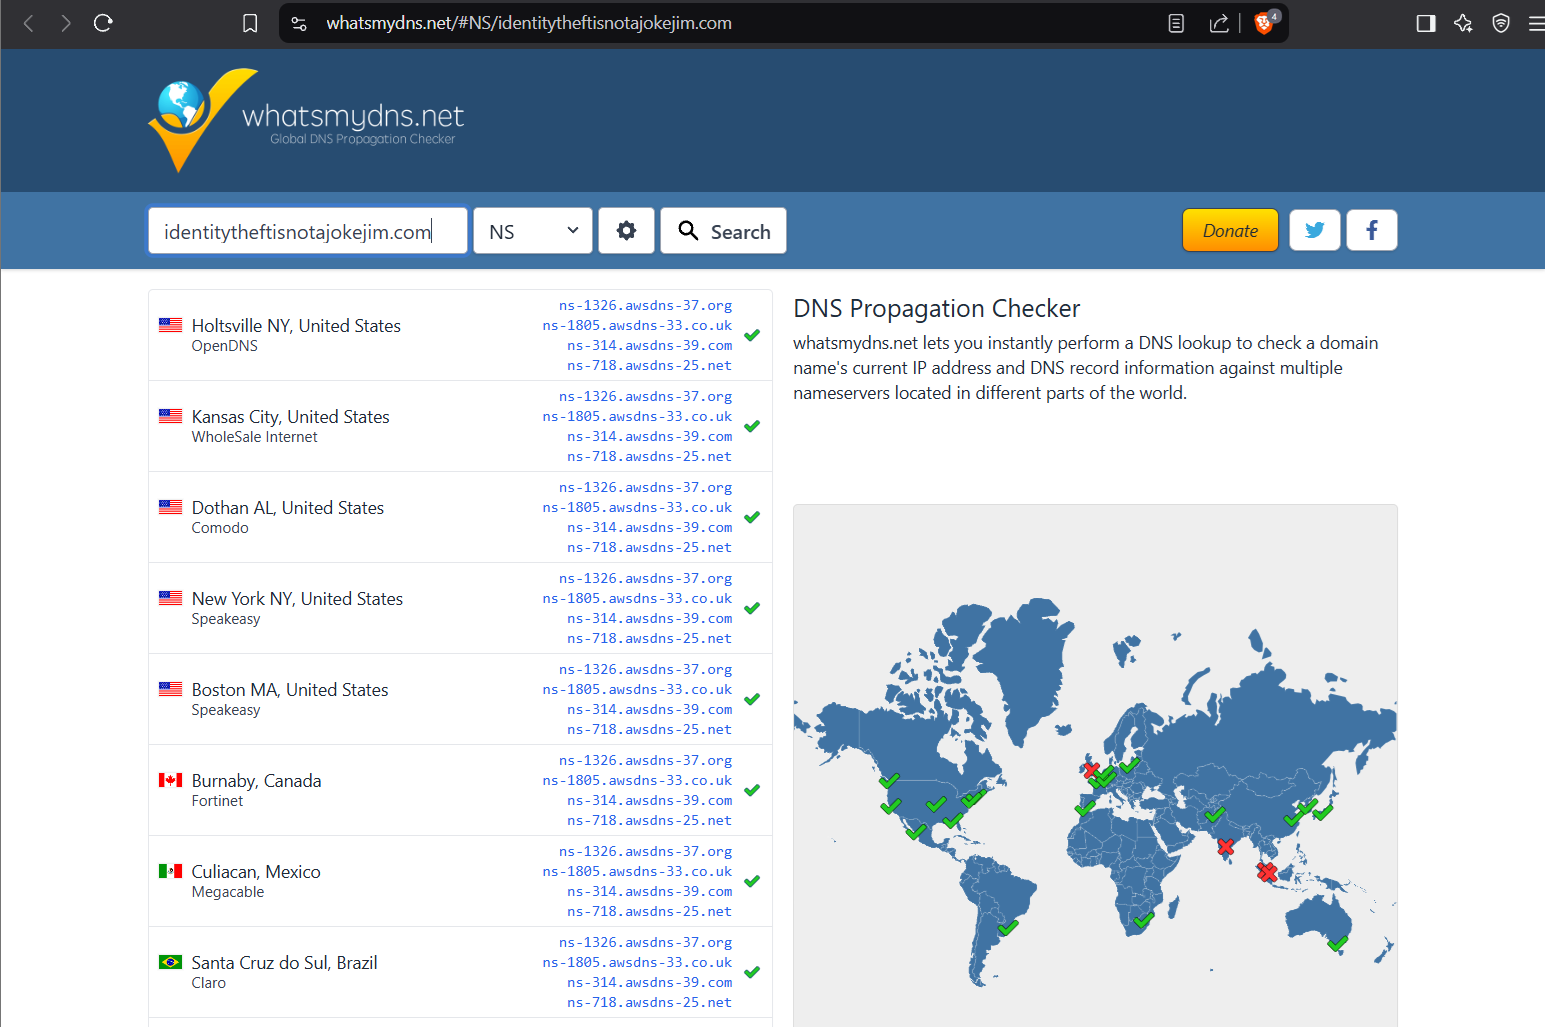 whatsmydns.net/#NS/identitytheftisnotajokejim.com
4
whatsmydns.net
Global DNS Propagation Checker
identitytheftisnotajokejim.com
NS
Search
Donate
Holtsville NY, United States
OpenDNS
ns-1326.awsdns-37.org
ns-1805.awsdns-33.co.uk
ns-314.awsdns-39.com
ns-718.awsdns-25.net
Kansas City, United States
WholeSale Internet
ns-1326.awsdns-37.org
ns-1805.awsdns-33.co.uk
ns-314.awsdns-39.com
ns-718.awsdns-25.net
Dothan AL, United States
Comodo
ns-1326.awsdns-37.org
ns-1805.awsdns-33.co.uk
ns-314.awsdns-39.com
ns-718.awsdns-25.net
New York NY, United States
Speakeasy
ns-1326.awsdns-37.org
ns-1805.awsdns-33.co.uk
ns-314.awsdns-39.com
ns-718.awsdns-25.net
Boston MA, United States
Speakeasy
ns-1326.awsdns-37.org
ns-1805.awsdns-33.co.uk
ns-314.awsdns-39.com
ns-718.awsdns-25.net
Burnaby, Canada
Fortinet
ns-1326.awsdns-37.org
ns-1805.awsdns-33.co.uk
ns-314.awsdns-39.com
ns-718.awsdns-25.net
Culiacan, Mexico
Megacable
ns-1326.awsdns-37.org
ns-1805.awsdns-33.co.uk
ns-314.awsdns-39.com
ns-718.awsdns-25.net
Santa Cruz do Sul, Brazil
Claro
ns-1326.awsdns-37.org
ns-1805.awsdns-33.co.uk
ns-314.awsdns-39.com
ns-718.awsdns-25.net
DNS Propagation Checker
whatsmydns.net lets you instantly perform a DNS lookup to check a domain
name's current IP address and DNS record information against multiple
nameservers located in different parts of the world.